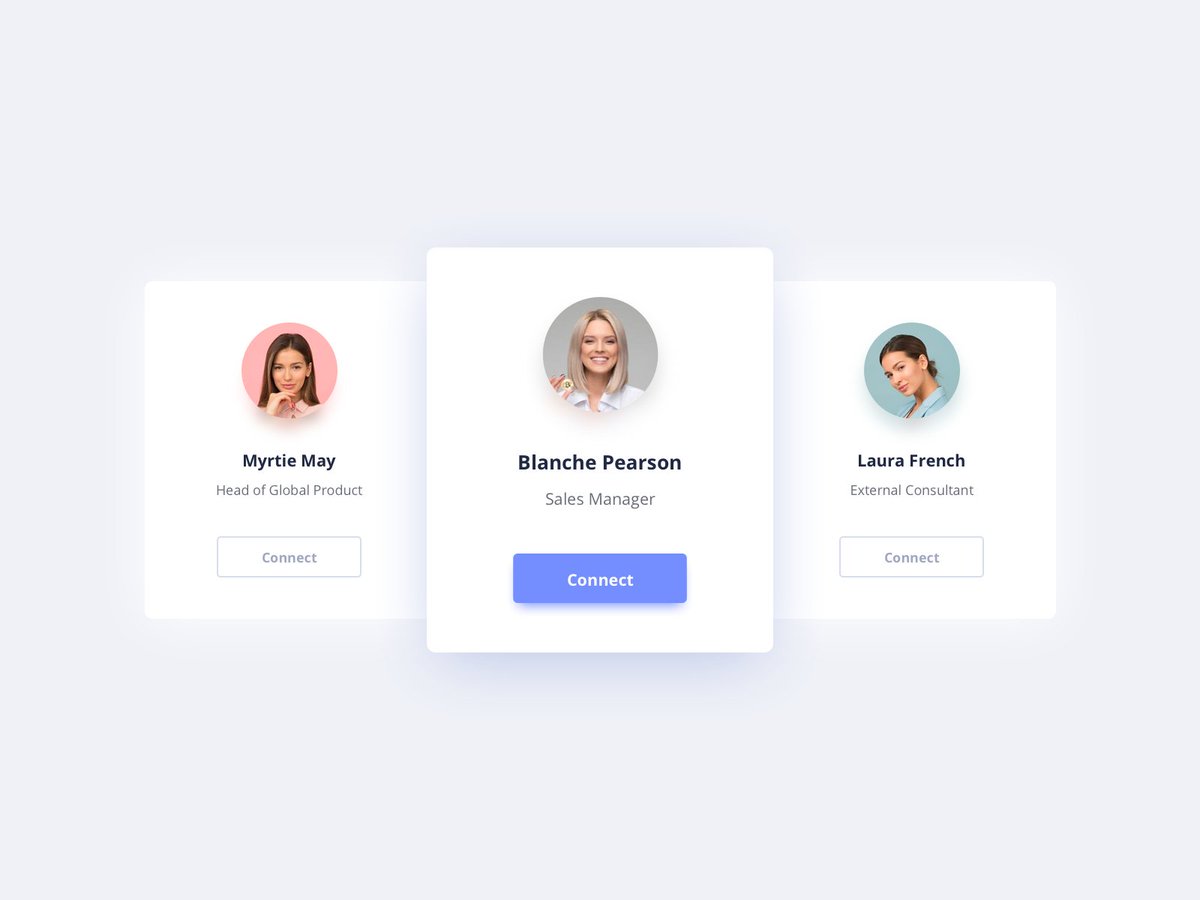 Myrtie May
Head of Global Product
Connect
Blanche Pearson
Sales Manager
Connect
Laura French
External Consultant
Connect